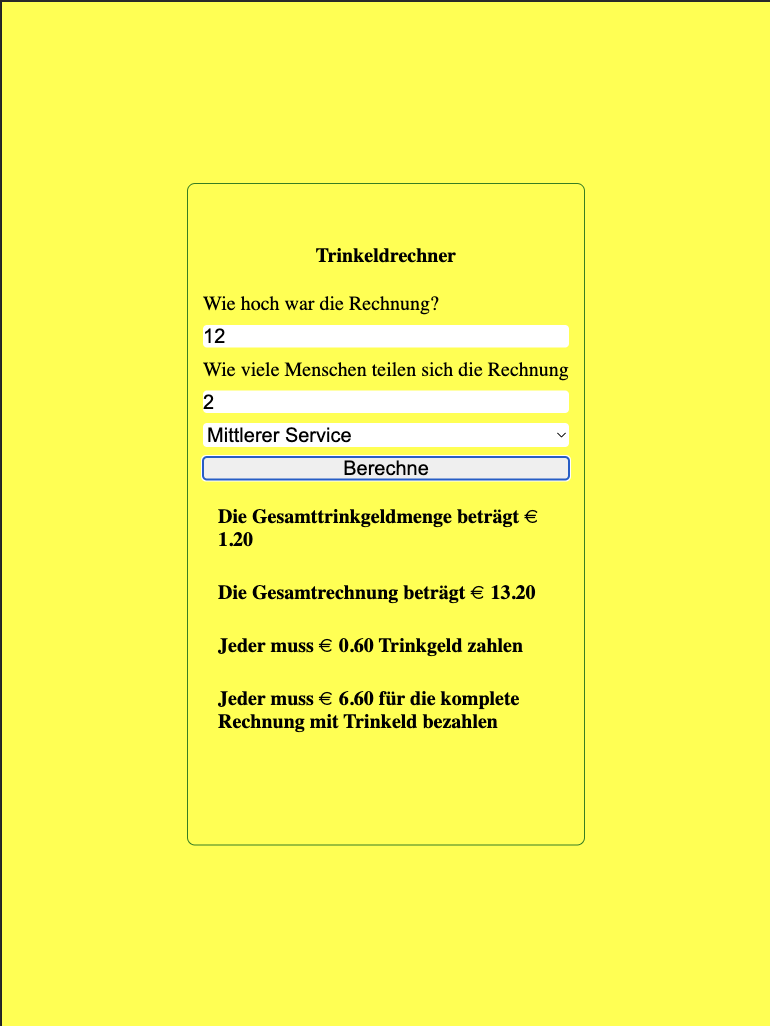 Trinkeldrechner
Wie hoch war die Rechnung?
12
Wie viele Menschen teilen sich die Rechnung
2
Mittlerer Service
Berechne
Die Gesamttrinkgeldmenge beträgt €
1.20
Die Gesamtrechnung beträgt € 13.20
Jeder muss € 0.60 Trinkgeld zahlen
Jeder muss € 6.60 für die komplete
Rechnung mit Trinkeld bezahlen